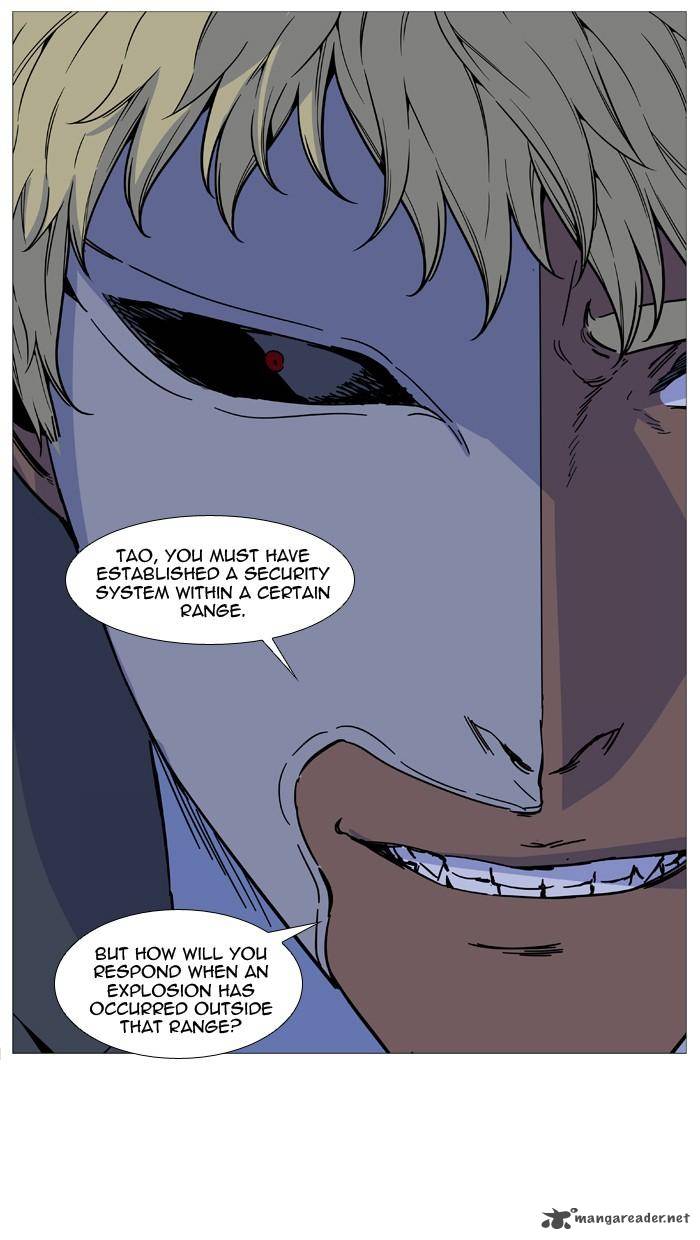 TAO, YOU MUST HAVE
ESTABLISHED A SECURITY
SYSTEM WITHIN A CERTAIN
RANGE.
BUT HOW WILL YOU
RESPOND WHEN AN
EXPLOSION HAS
OCCURRED OUTSIDE
THAT RANGE?
mangareader.net